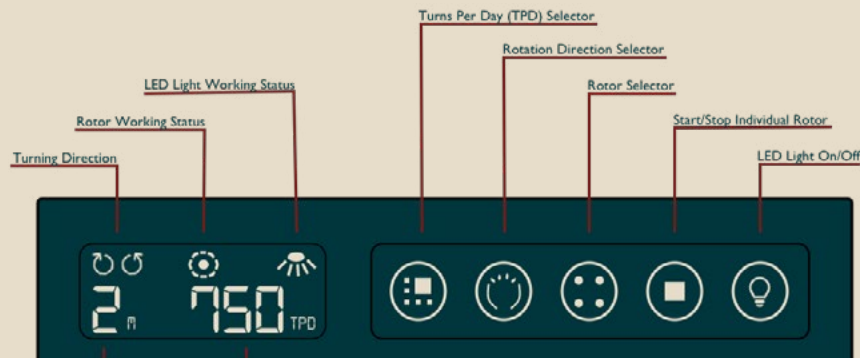 Turns Per Day (TPD) Selector
Rotation Direction Selector
LED Light Working Status
Rotor Selector
Rotor Working Status
Start/Stop Individual Rotor
Turning Direction
LED Light On/Off
2 M 750 TPD